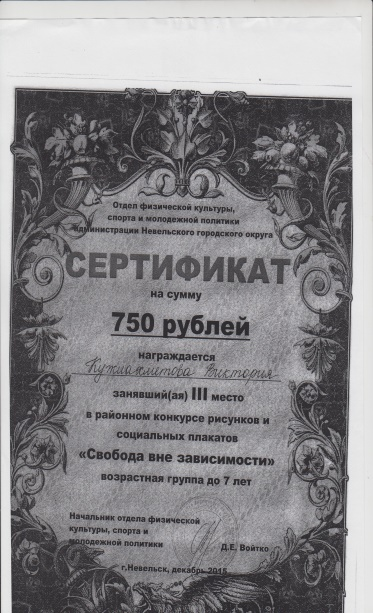 Отдел физической культуры,
спорта и молодежной политики
администрации Невельского городского округа
СЕРТИФИКАТ
на сумму
750 рублей
награждается
Виктория
занявший(ая) III место
в районном конкурсе рисунков и
социальных плакатов
«Свобода вне зависимости»
возрастная группа до 7 лет
Начальник отдела физической
культуры, спорта и
молодежной политики
Д.Е. Войтко
г.Невельск, декабрь